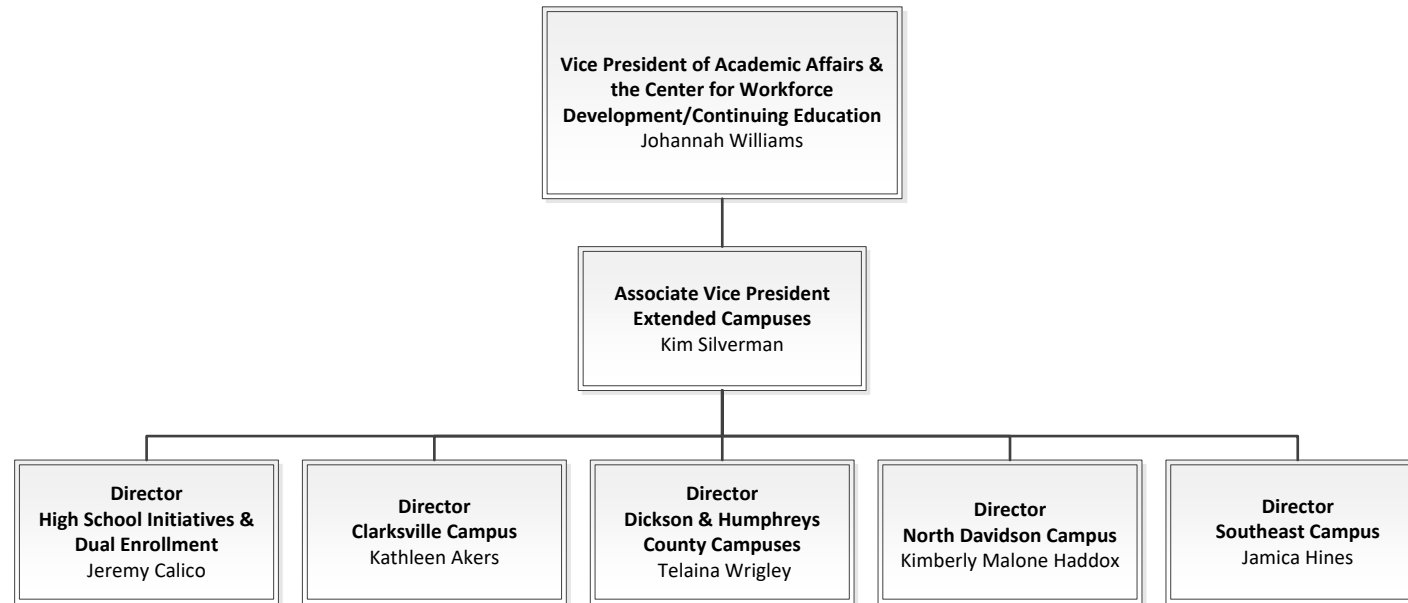 Vice President of Academic Affairs &
the Center for Workforce
Development/Continuing Education
Johannah Williams
Associate Vice President
Extended Campuses
Kim Silverman
Director
High School Initiatives &
Dual Enrollment
Jeremy Calico
Director
Clarksville Campus
Kathleen Akers
Director
Dickson & Humphreys
County Campuses
Telaina Wrigley
Director
North Davidson Campus
Kimberly Malone Haddox
Director
Southeast Campus
Jamica Hines